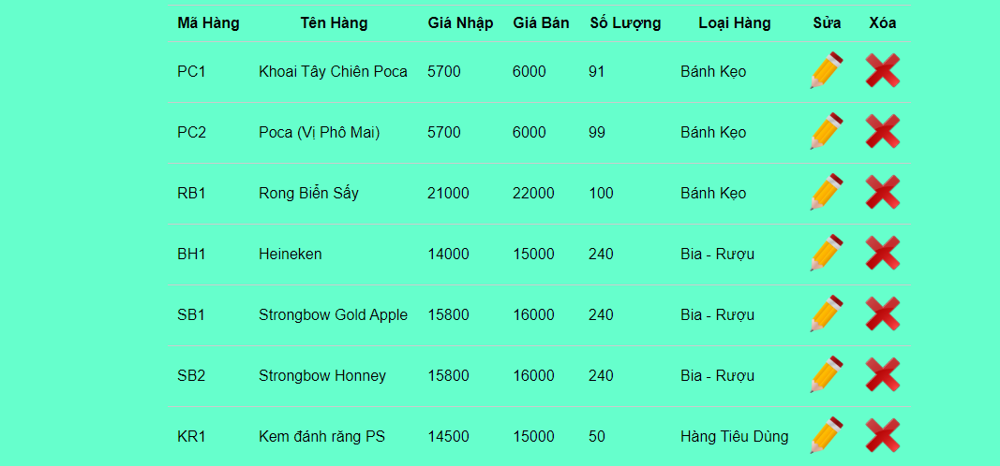 Mã Hàng Tên Hàng Giá Nhập Giá Bán Số Lượng Loại Hàng Sửa Xóa
PC1 Khoai Tây Chiên Poca 5700 6000 91 Bánh Kẹo
PC2 Poca (Vị Phô Mai) 5700 6000 99 Bánh Kẹo
RB1 Rong Biển Sấy 21000 22000 100 Bánh Kẹo
BH1 Heineken 14000 15000 240 Bia - Rượu
SB1 Strongbow Gold Apple 15800 16000 240 Bia - Rượu
SB2 Strongbow Honney 15800 16000 240 Bia - Rượu
KR1 Kem đánh răng PS 14500 15000 50 Hàng Tiêu Dùng